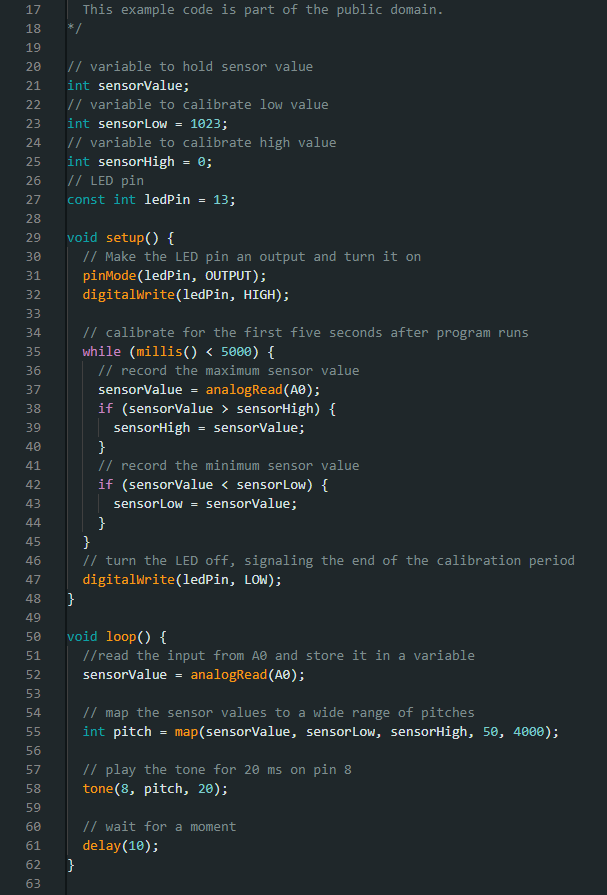 17 This example code is part of the public domain.
18 */
19
20 // variable to hold sensor value
21 int sensorValue;
22 // variable to calibrate low value
23 int sensorLow = 1023;
24 // variable to calibrate high value
25 int sensorHigh = 0;
26 // LED pin
27 const int ledPin = 13;
28
29 void setup() {
30 // Make the LED pin an output and turn it on
31 pinMode(ledPin, OUTPUT);
32 digitalWrite(ledPin, HIGH);
33
34 // calibrate for the first five seconds after program runs
35 while (millis() < 5000) {
36 // record the maximum sensor value
37 sensorValue = analogRead(A0);
38 if (sensorValue > sensorHigh) {
39 sensorHigh = sensorValue;
40 }
41 // record the minimum sensor value
42 if (sensorValue < sensorLow) {
43 sensorLow = sensorValue;
44 }
45 }
46 // turn the LED off, signaling the end of the calibration period
47 digitalWrite(ledPin, LOW);
48 }
49
50 void loop() {
51 //read the input from A0 and store it in a variable
52 sensorValue = analogRead(A0);
53
54 // map the sensor values to a wide range of pitches
55 int pitch = map(sensorValue, sensorLow, sensorHigh, 50, 4000);
56
57 // play the tone for 20 ms on pin 8
58 tone(8, pitch, 20);
59
60 // wait for a moment
61 delay(10);
62 }
63